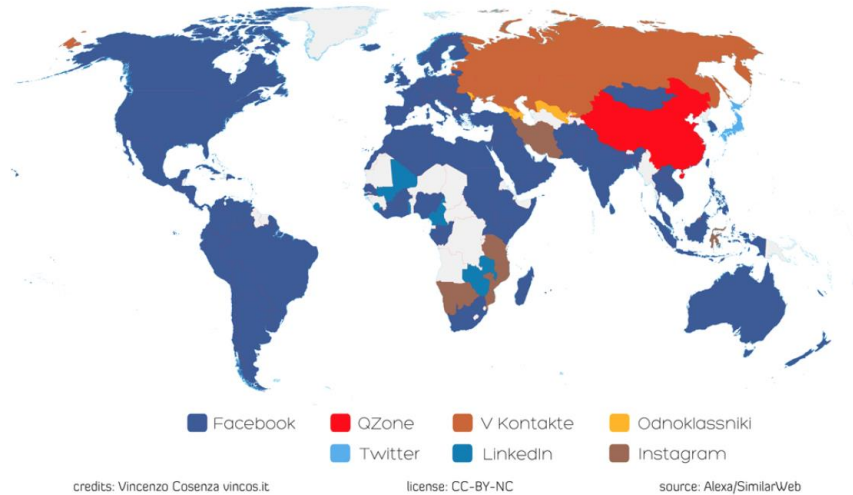 Facebook QZone V Kontakte Odnoklassniki
Twitter LinkedIn Instagram
credits: Vincenzo Cosenza vincos.it license: CC-BY-NC source: Alexa/SimilarWeb